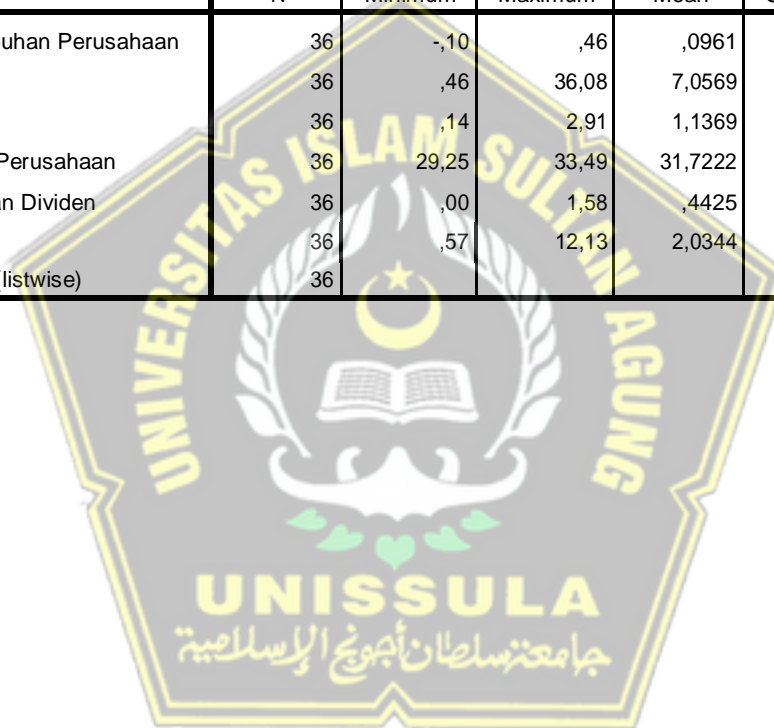 N Minimum Maximum Mean
uhan Perusahaan 36 -,10 ,46 ,0961
36 ,46 36,08 7,0569
36 ,14 2,91 1,1369
Perusahaan 36 29,25 33,49 31,7222
an Dividen 36 ,00 1,58 ,4425
36 ,57 12,13 2,0344
(listwise) 36
UNIVERSITAS ISLAM SULTAN AGUNG
UNISSULA
جامعتسلطان أجونج الإسلامية